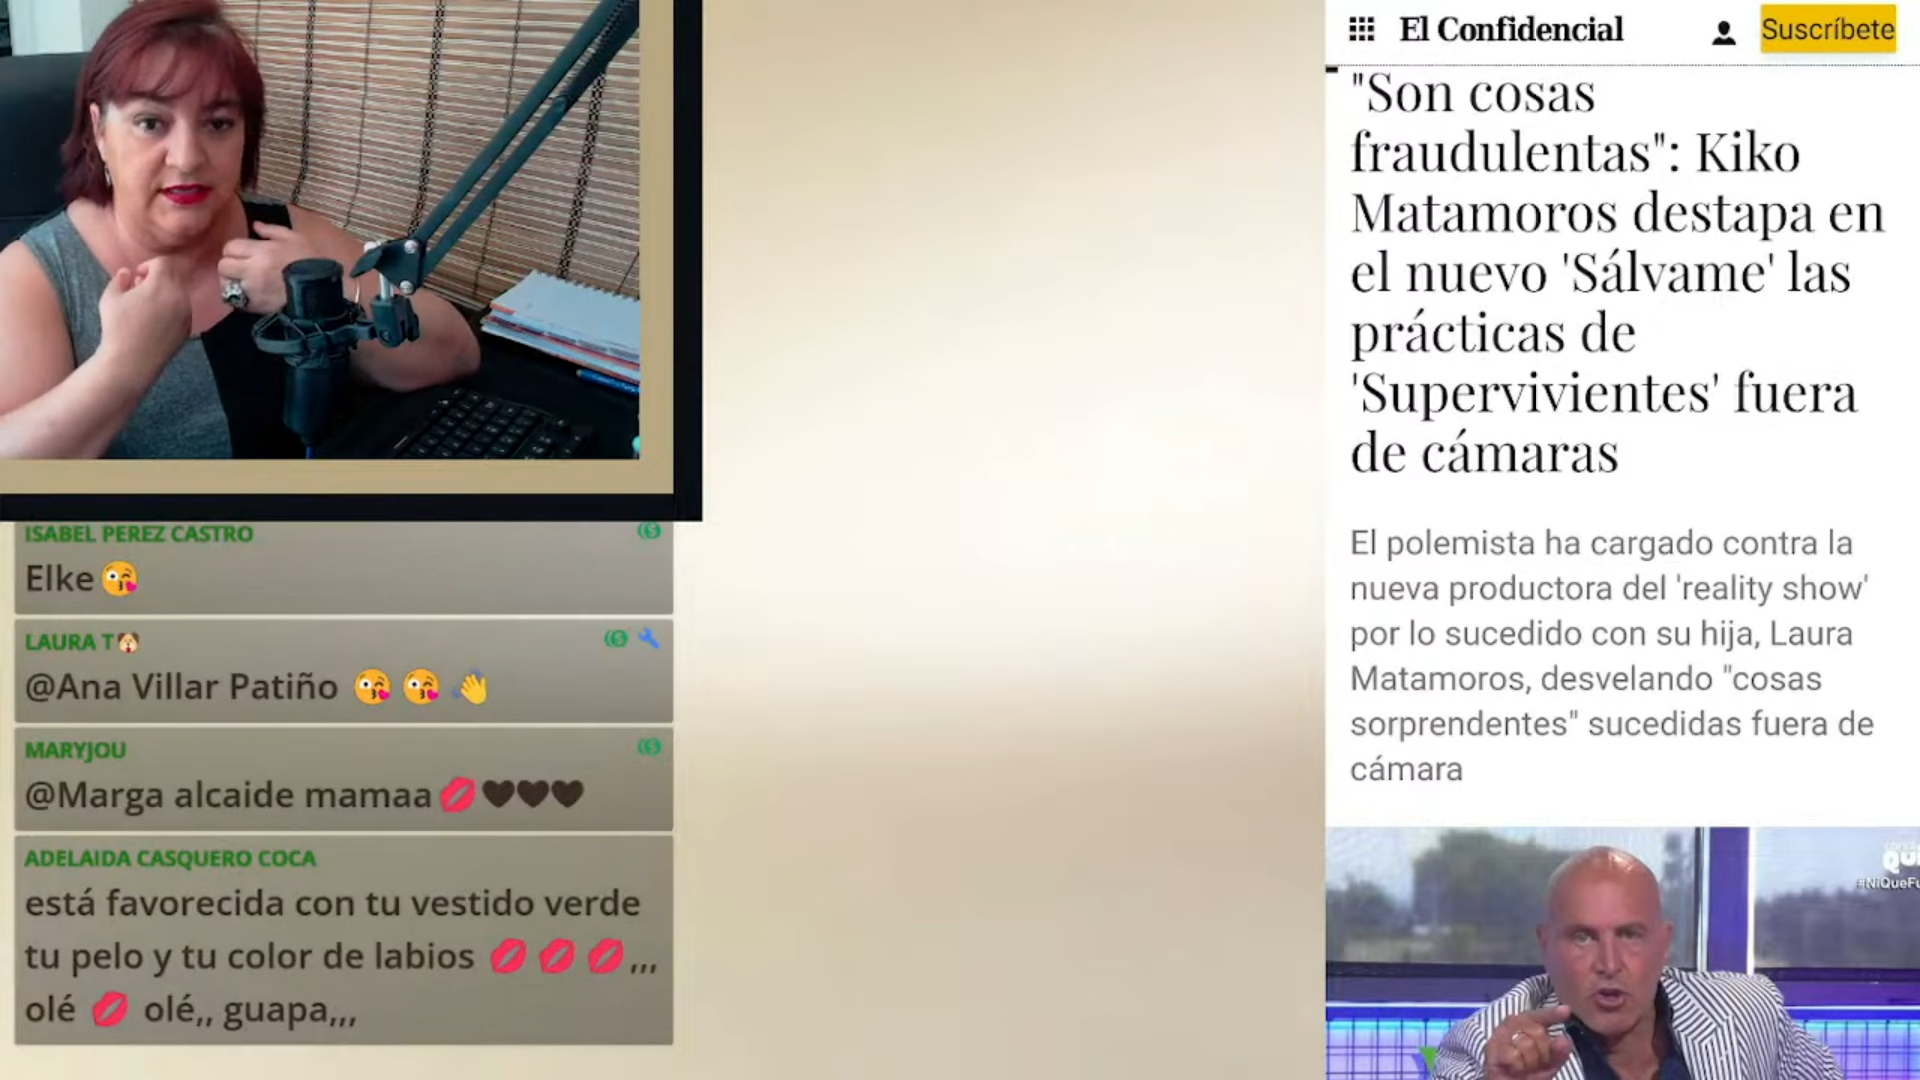 El Confidencial
Suscríbete
"Son cosas
fraudulentas": Kiko
Matamoros destapa en
el nuevo 'Sálvame' las
prácticas de
'Supervivientes' fuera
de cámaras
El polemista ha cargado contra la
nueva productora del 'reality show'
por lo sucedido con su hija, Laura
Matamoros, desvelando "cosas
sorprendentes" sucedidas fuera de
cámara
#NiQueFu
ISABEL PEREZ CASTRO
Elke😘
LAURA T🐶
@Ana Villar Patiño 😘 😘 👋
MARYJOU
@Marga alcaide mamaa💋🖤🖤🖤
ADELAIDA CASQUERO COCA
está favorecida con tu vestido verde
tu pelo y tu color de labios 💋 💋 💋,,,
olé 💋 olé,, guapa,,,